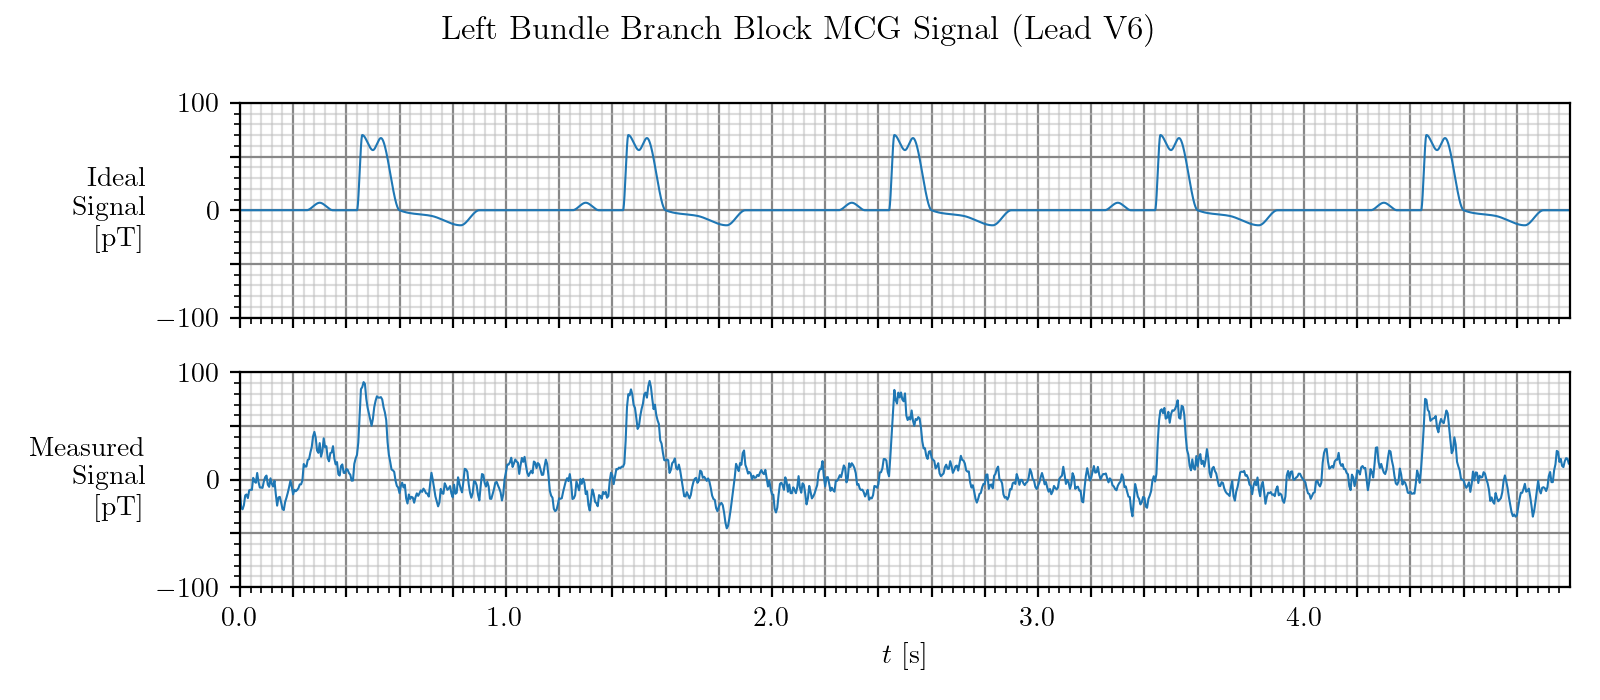 Left Bundle Branch Block MCG Signal (Lead V6)
100
Ideal
Signal
[pT]
0
−100
100
Measured
Signal
[pT]
0
−100
0.0 1.0 2.0 3.0 4.0
t [s]